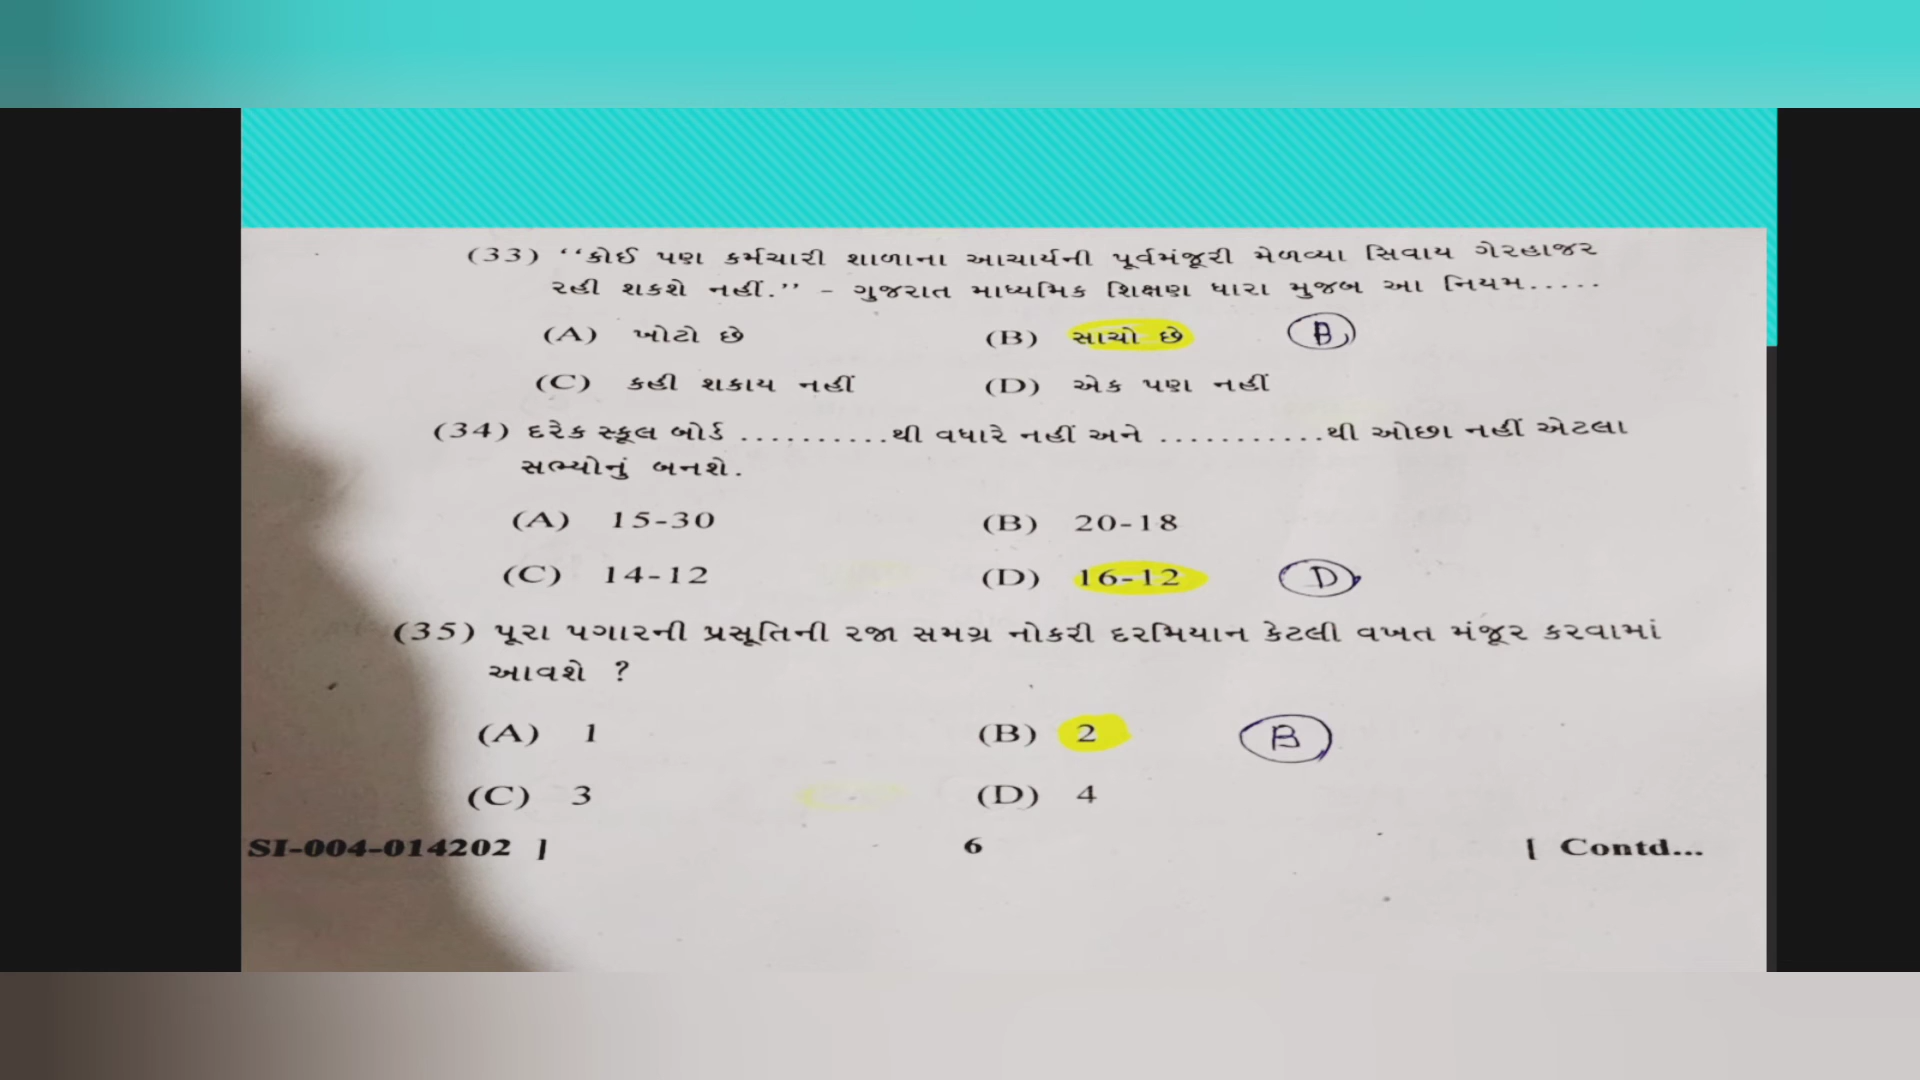 (33) ‘‘કોઈ પણ કર્મચારી શાળાના આચાર્યની પૂર્વમંજૂરી મેળવ્યા સિવાય ગેરહાજર
રહી શકશે નહીં.’’ – ગુજરાત માધ્યમિક શિક્ષણ ધારા મુજબ આ નિયમ.....
(A) ખોટો છે (B) સાચો છે B
(C) કહી શકાય નહીં (D) એક પણ નહીં
(34) દરેક સ્કૂલ બોર્ડ ..........થી વધારે નહીં અને ...........થી ઓછા નહીં એટલા
સભ્યોનું બનશે.
(A) 15-30 (B) 20-18
(C) 14-12 (D) 16-12 D
(35) પૂરા પગારની પ્રસૂતિની રજા સમગ્ર નોકરી દરમિયાન કેટલી વખત મંજૂર કરવામાં
આવશે ?
(A) 1 (B) 2 B
(C) 3 (D) 4
SI-004-014202 ] 6 [ Contd...